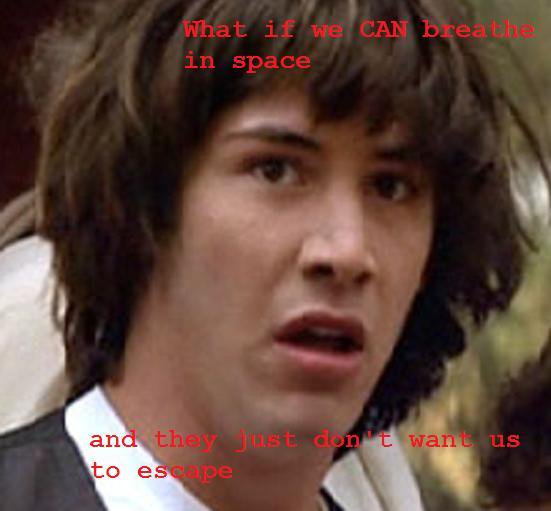 What if we CAN breathe
in space
and they just don't want us
to escape